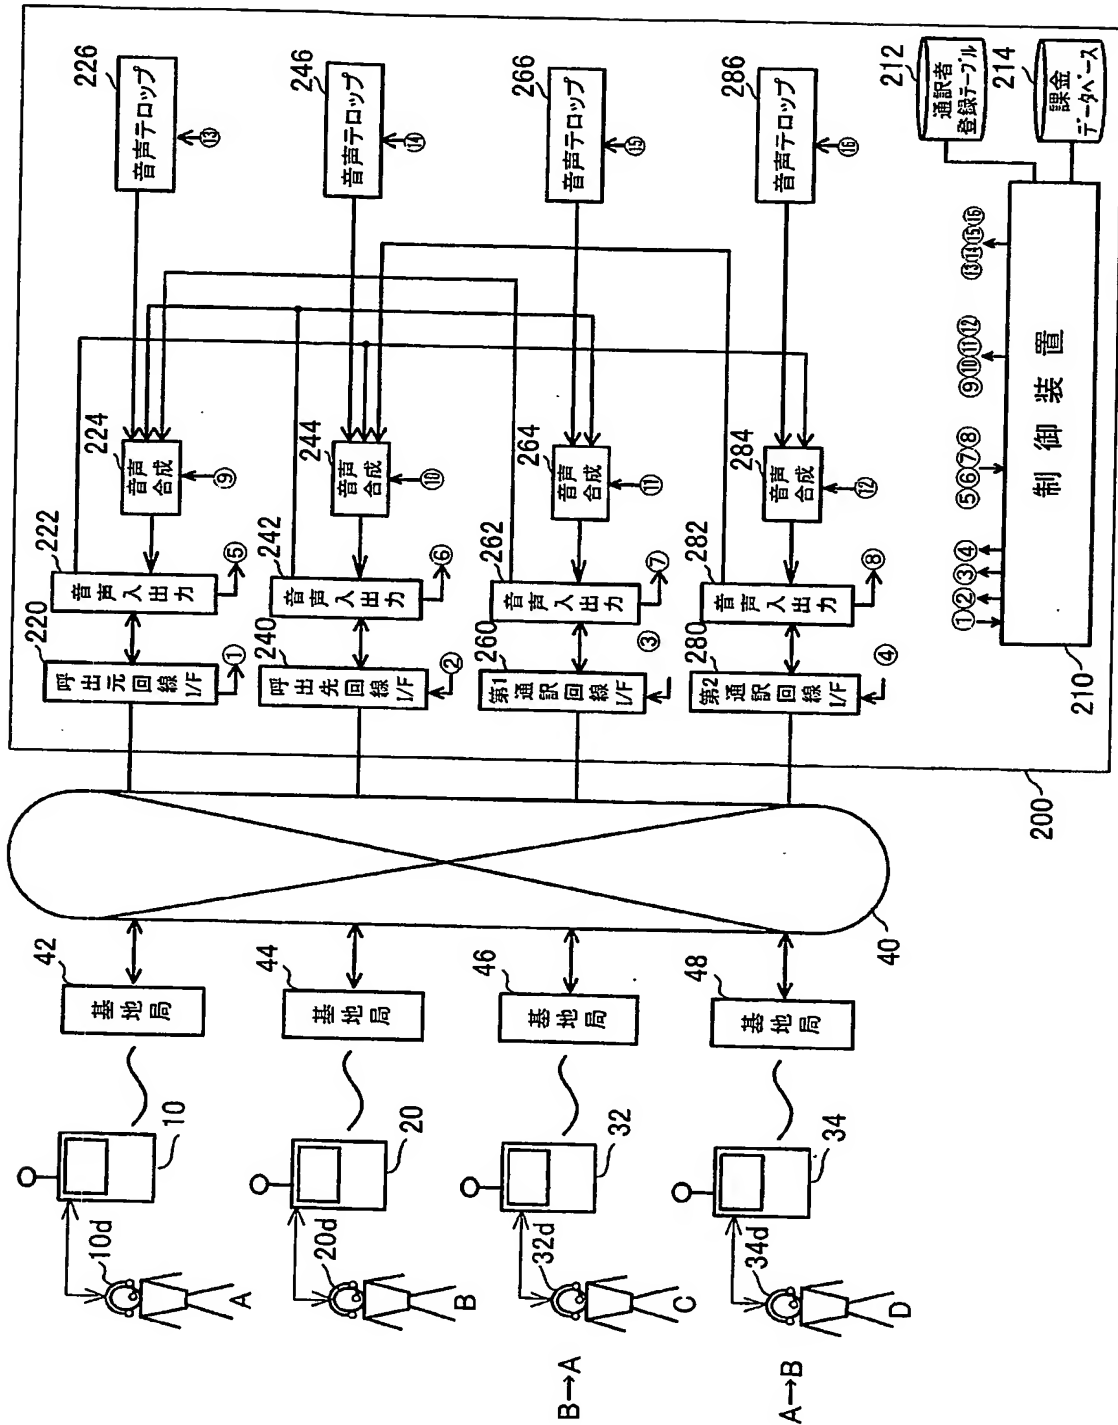 226
音声テロップ
⑬
246
音声テロップ
⑭
266
音声テロップ
⑮
286
音声テロップ
⑯
212
通訳者
登録テーブル
214
課金
データベース
224
音声
合成
⑨
244
音声
合成
⑩
264
音声
合成
⑪
284
音声
合成
⑫
222
音声入出力
⑤
242
音声入出力
⑥
262
音声入出力
⑦
282
音声入出力
⑧
220
呼出元回線
I/F
①
240
呼出先回線
I/F
②
260
第1通訳回線
I/F
③
280
第2通訳回線
I/F
④
①②③④
⑤⑥⑦⑧
⑨⑩⑪⑫
⑬⑭⑮⑯
制御装置
210
200
40
42
基地局
44
基地局
46
基地局
48
基地局
10
20
32
34
10d
20d
32d
34d
A
B
C
D
B→A
A→B